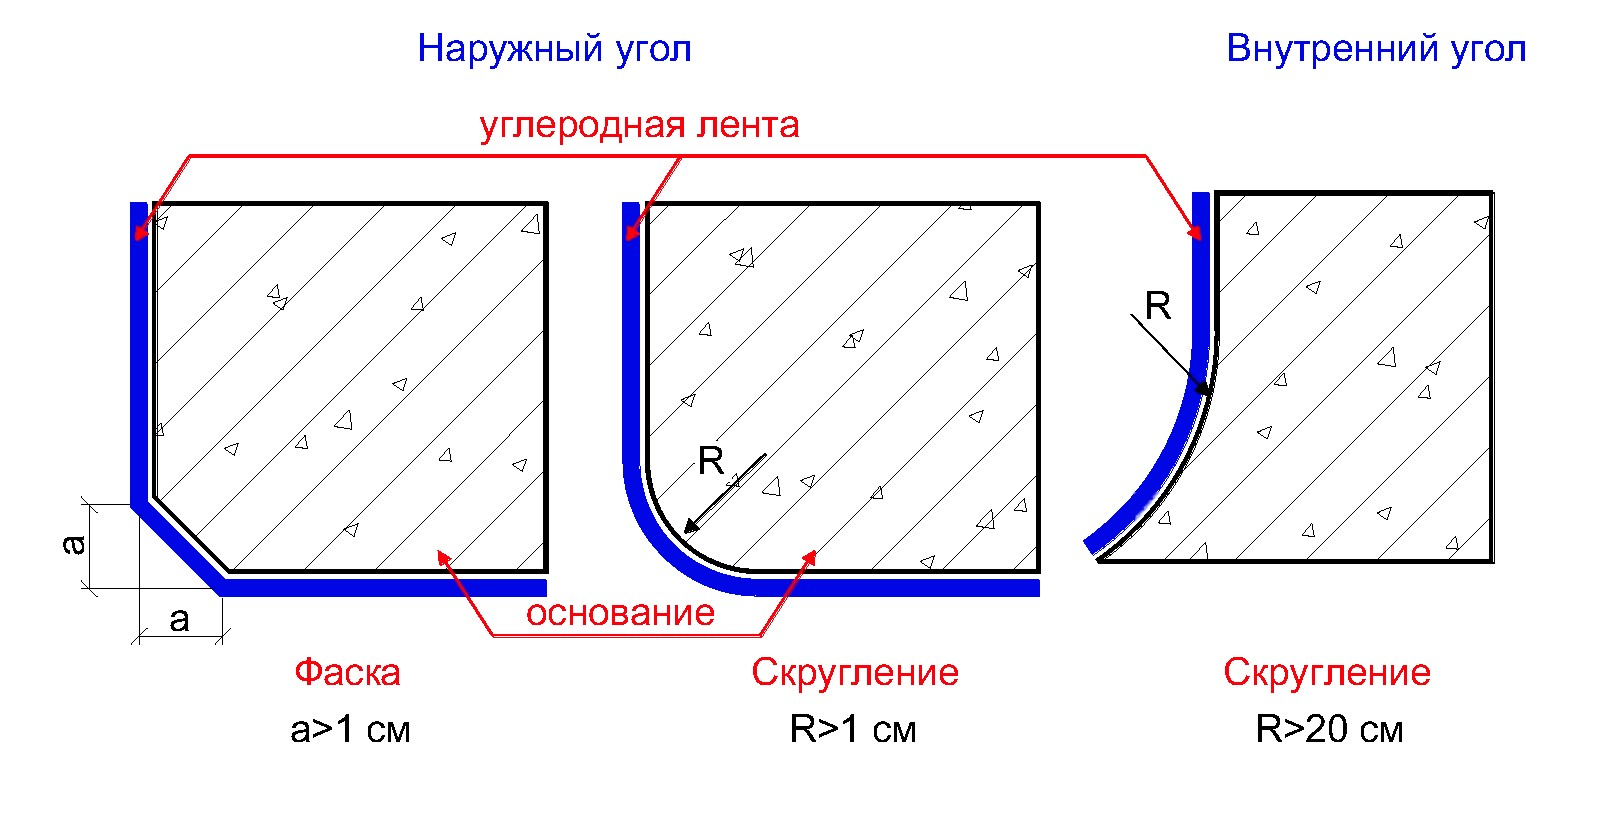 Наружный угол
Внутренний угол
углеродная лента
R
R
a
a
основание
Фаска
Скругление
Скругление
a>1 см
R>1 см
R>20 см